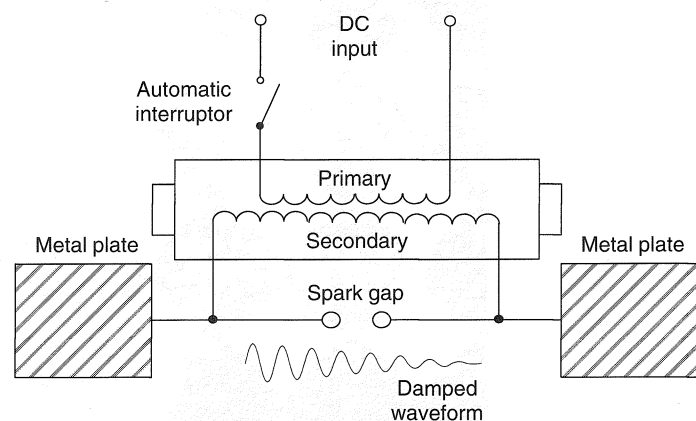 DC
input
Automatic
interruptor
Primary
Secondary
Metal plate
Metal plate
Spark gap
Damped
waveform